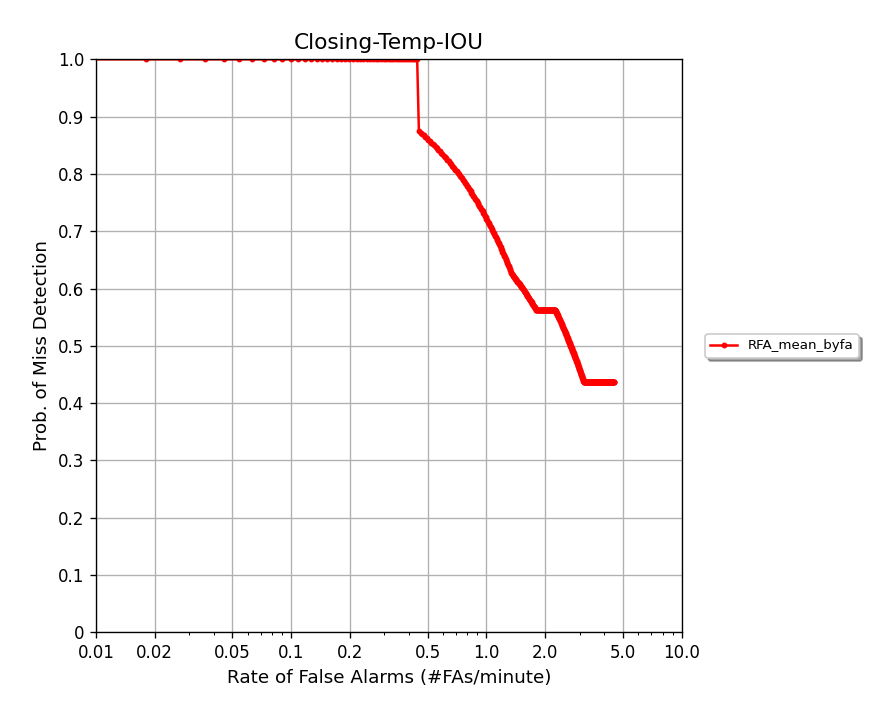 Closing-Temp-IOU
1.0
0.9
0.8
0.7
0.6
0.5
0.4
0.3
0.2
0.1
0
Prob. of Miss Detection
0.01 0.02 0.05 0.1 0.2 0.5 1.0 2.0 5.0 10.0
Rate of False Alarms (#FAs/minute)
RFA_mean_byfa